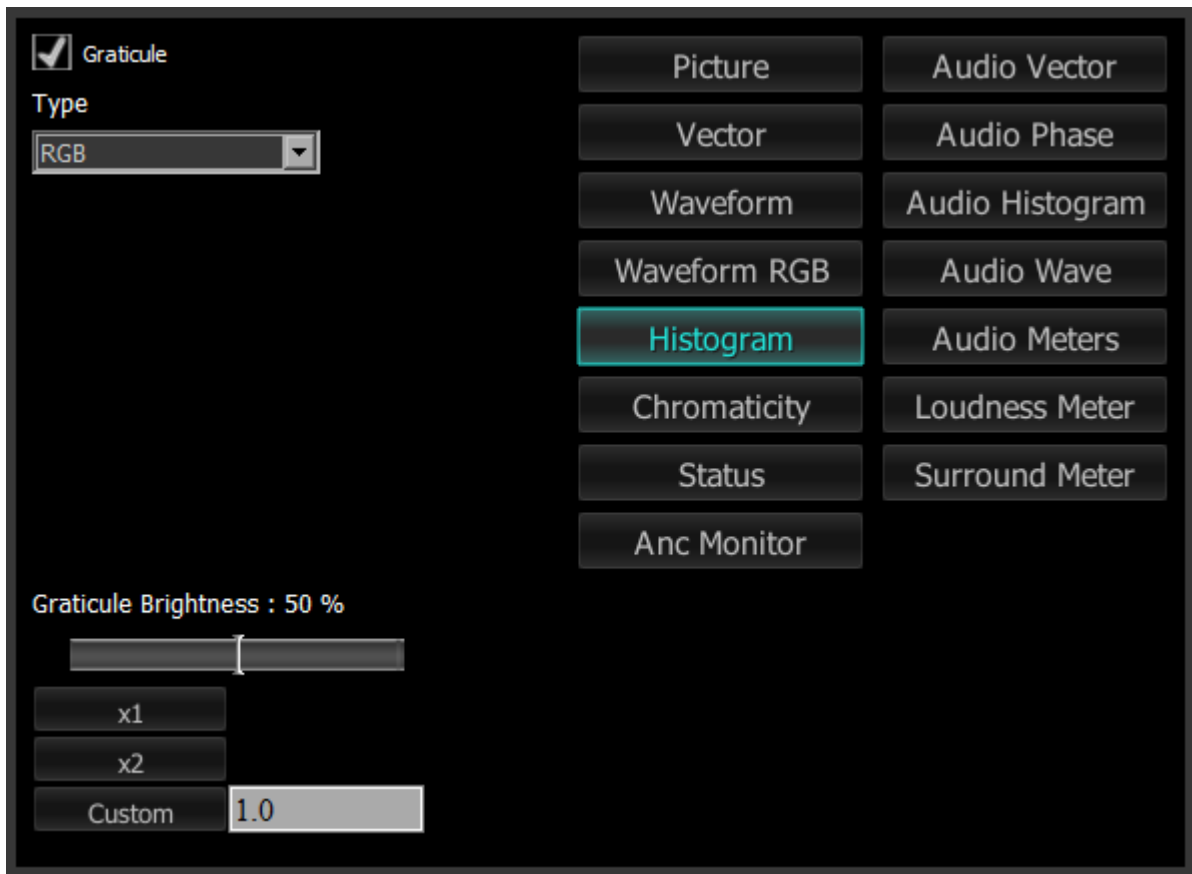 Graticule
Type
RGB
Graticule Brightness : 50 %
x1
x2
Custom
1.0
Picture
Vector
Waveform
Waveform RGB
Histogram
Chromaticity
Status
Anc Monitor
Audio Vector
Audio Phase
Audio Histogram
Audio Wave
Audio Meters
Loudness Meter
Surround Meter